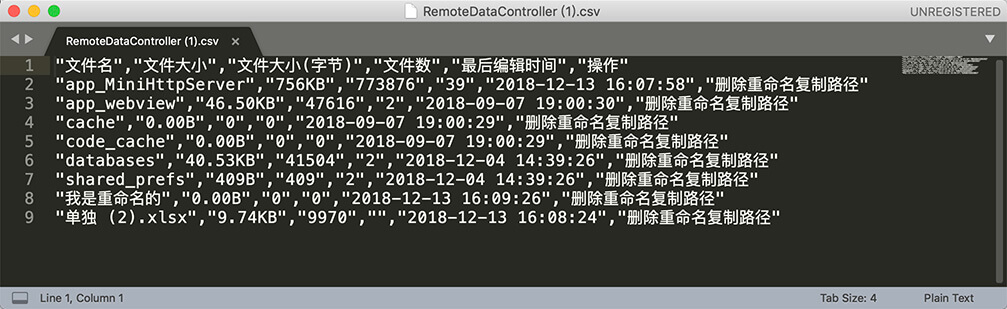 RemoteDataController (1).csv
UNREGISTERED
RemoteDataController (1).csv ×
1 "文件名","文件大小","文件大小(字节)","文件数","最后编辑时间","操作"
2 "app_MiniHttpServer","756KB","773876","39","2018-12-13 16:07:58","删除重命名复制路径"
3 "app_webview","46.50KB","47616","2","2018-09-07 19:00:30","删除重命名复制路径"
4 "cache","0.00B","0","0","2018-09-07 19:00:29","删除重命名复制路径"
5 "code_cache","0.00B","0","0","2018-09-07 19:00:29","删除重命名复制路径"
6 "databases","40.53KB","41504","2","2018-12-04 14:39:26","删除重命名复制路径"
7 "shared_prefs","409B","409","2","2018-12-04 14:39:26","删除重命名复制路径"
8 "我是重命名的","0.00B","0","0","2018-12-13 16:09:26","删除重命名复制路径"
9 "单独 (2).xlsx","9.74KB","9970","","2018-12-13 16:08:24","删除重命名复制路径"
Line 1, Column 1
Tab Size: 4
Plain Text